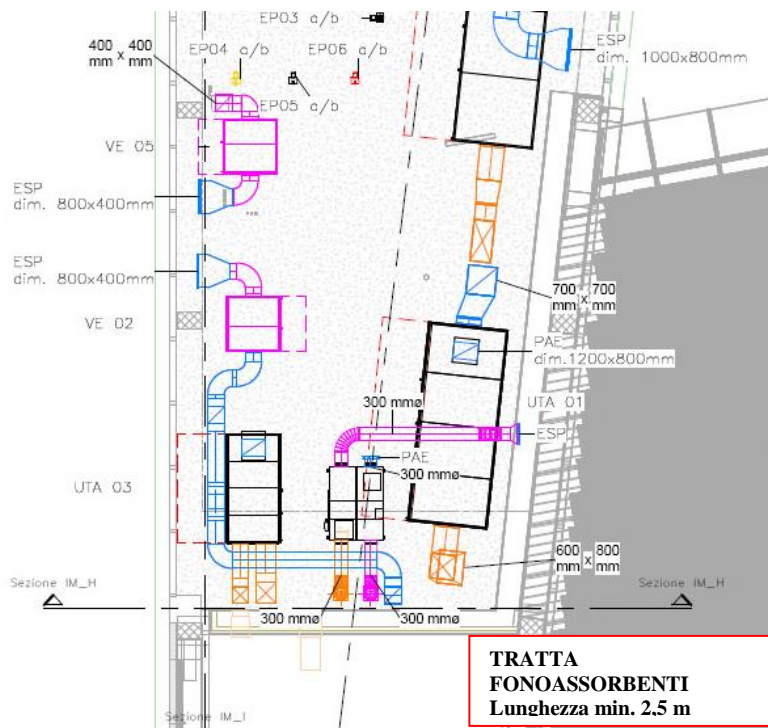 EP03 a/b
400 x 400
mm mm
EP04 a/b
EP06 a/b
ESP
dim. 1000x800mm
EP05 a/b
VE 05
ESP
dim. 800x400mm
ESP
dim. 800x400mm
700 x 700
mm mm
VE 02
PAE
dim.1200x800mm
300 mmø
UTA 01
ESP
PAE
300 mmø
UTA 03
600 x 800
mm mm
Sezione IM_H
Sezione IM_H
300 mmø
300 mmø
TRATTA
FONOASSORBENTI
Lunghezza min. 2,5 m
Sezione IM_I